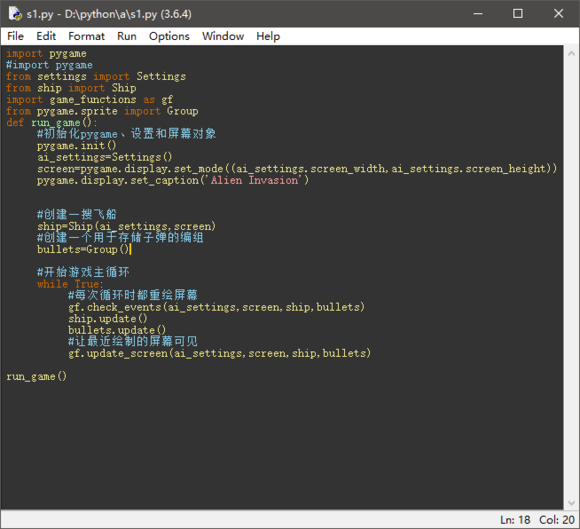 s1.py - D:\python\a\s1.py (3.6.4)
File Edit Format Run Options Window Help
import pygame
#import pygame
from settings import Settings
from ship import Ship
import game_functions as gf
from pygame.sprite import Group
def run_game():
    #初始化pygame、设置和屏幕对象
    pygame.init()
    ai_settings=Settings()
    screen=pygame.display.set_mode((ai_settings.screen_width,ai_settings.screen_height))
    pygame.display.set_caption('Alien Invasion')
    #创建一搜飞船
    ship=Ship(ai_settings,screen)
    #创建一个用于存储子弹的编组
    bullets=Group()
    #开始游戏主循环
    while True:
        #每次循环时都重绘屏幕
        gf.check_events(ai_settings,screen,ship,bullets)
        ship.update()
        bullets.update()
        #让最近绘制的屏幕可见
        gf.update_screen(ai_settings,screen,ship,bullets)
run_game()
Ln: 18 Col: 20